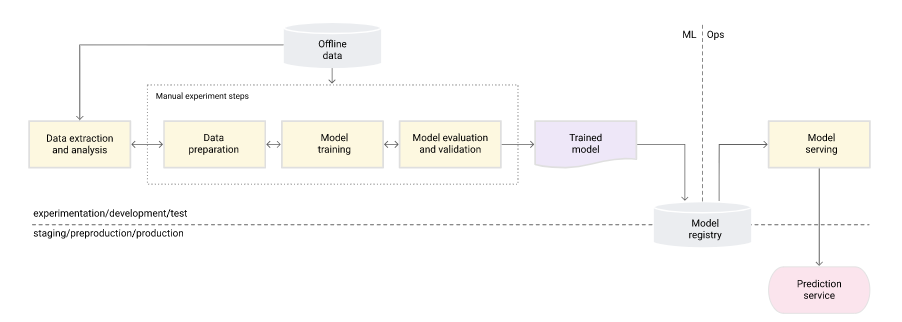 Offline
data
ML
Ops
Manual experiment steps
Data extraction
and analysis
Data
preparation
Model
training
Model evaluation
and validation
Trained
model
Model
serving
experimentation/development/test
staging/preproduction/production
Model
registry
Prediction
service